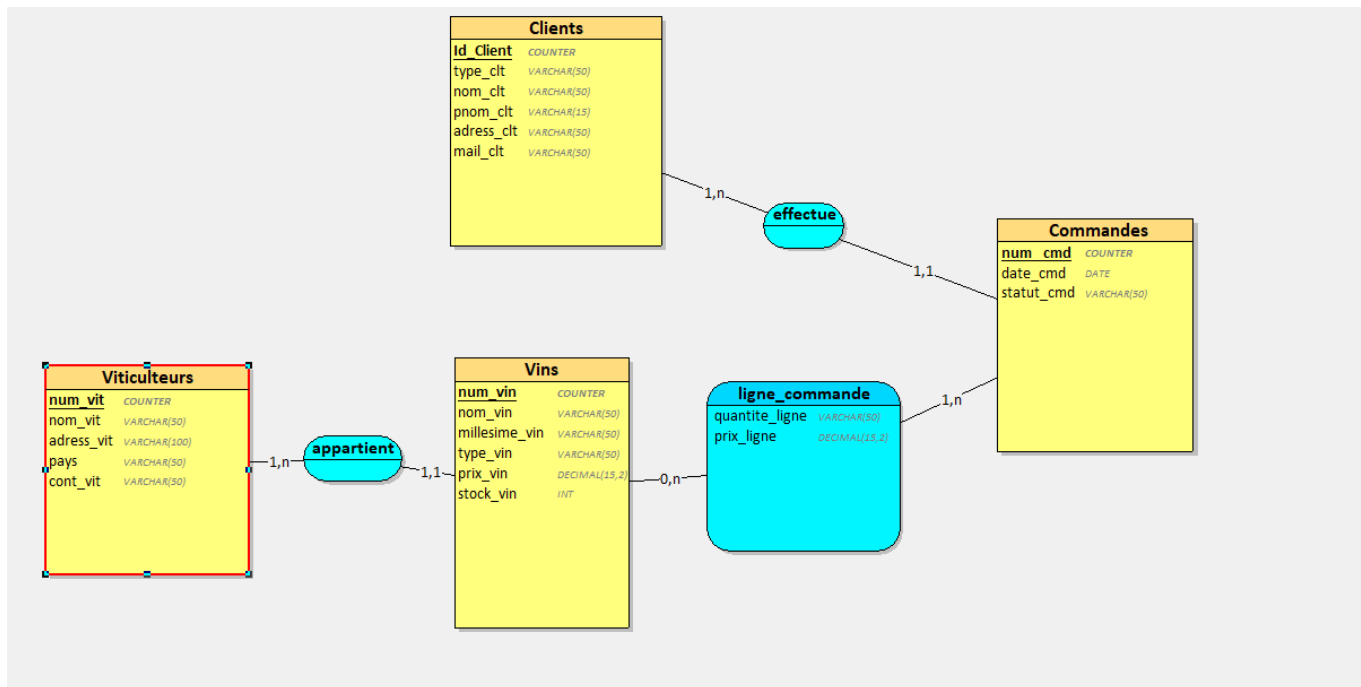 Clients
Id_Client COUNTER
type_clt VARCHAR(50)
nom_clt VARCHAR(50)
pnom_clt VARCHAR(15)
adress_clt VARCHAR(50)
mail_clt VARCHAR(50)
1,n
effectue
1,1
Commandes
num_cmd COUNTER
date_cmd DATE
statut_cmd VARCHAR(50)
Viticulteurs
num_vit COUNTER
nom_vit VARCHAR(50)
adress_vit VARCHAR(100)
pays VARCHAR(50)
cont_vit VARCHAR(50)
1,n
appartient
1,1
Vins
num_vin COUNTER
nom_vin VARCHAR(50)
millesime_vin VARCHAR(50)
type_vin VARCHAR(50)
prix_vin DECIMAL(15,2)
stock_vin INT
0,n
ligne_commande
quantite_ligne VARCHAR(50)
prix_ligne DECIMAL(15,2)
1,n